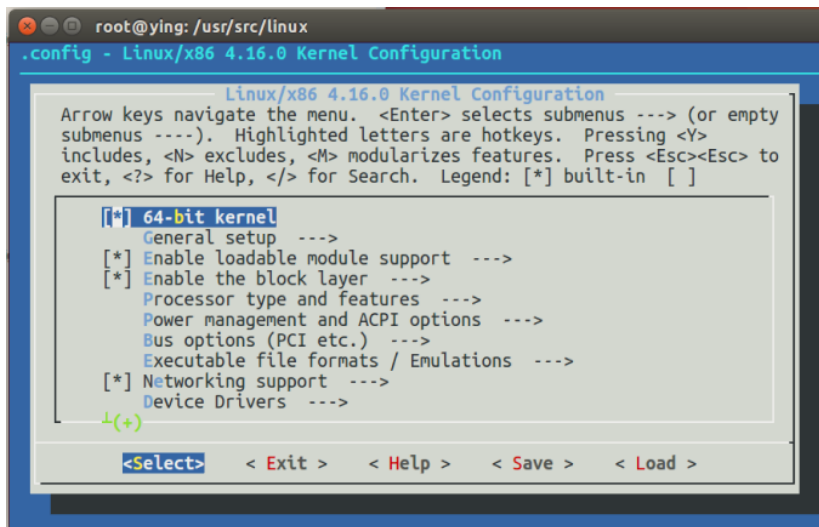 root@ying: /usr/src/linux
.config - Linux/x86 4.16.0 Kernel Configuration
Linux/x86 4.16.0 Kernel Configuration
Arrow keys navigate the menu.  <Enter> selects submenus ---> (or empty
submenus ----).  Highlighted letters are hotkeys.  Pressing <Y>
includes, <N> excludes, <M> modularizes features.  Press <Esc><Esc> to
exit, <?> for Help, </> for Search.  Legend: [*] built-in  [ ]
[*] 64-bit kernel
General setup  --->
[*] Enable loadable module support  --->
[*] Enable the block layer  --->
Processor type and features  --->
Power management and ACPI options  --->
Bus options (PCI etc.)  --->
Executable file formats / Emulations  --->
[*] Networking support  --->
Device Drivers  --->
┴(+)
<Select>    < Exit >    < Help >    < Save >    < Load >